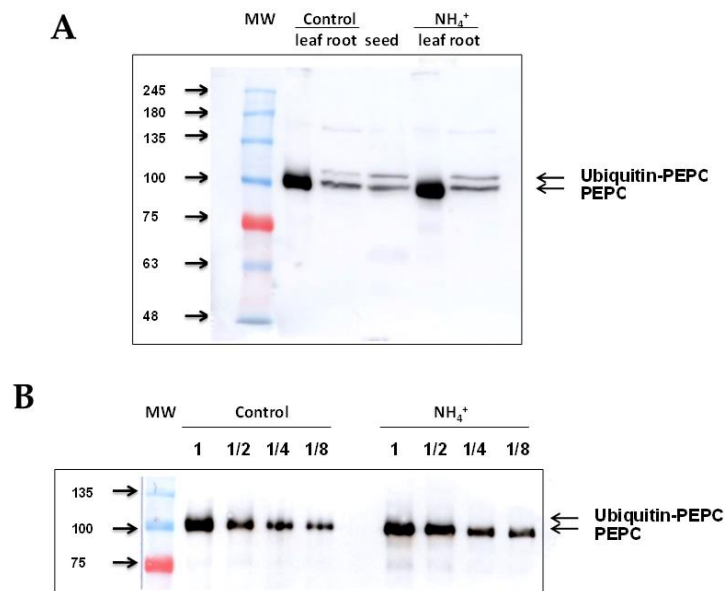 A
MW Control NH₄⁺
leaf root seed leaf root
245
180
135
100
75
63
48
Ubiquitin-PEPC
PEPC
B
MW Control NH₄⁺
1 1/2 1/4 1/8 1 1/2 1/4 1/8
135
100
75
Ubiquitin-PEPC
PEPC